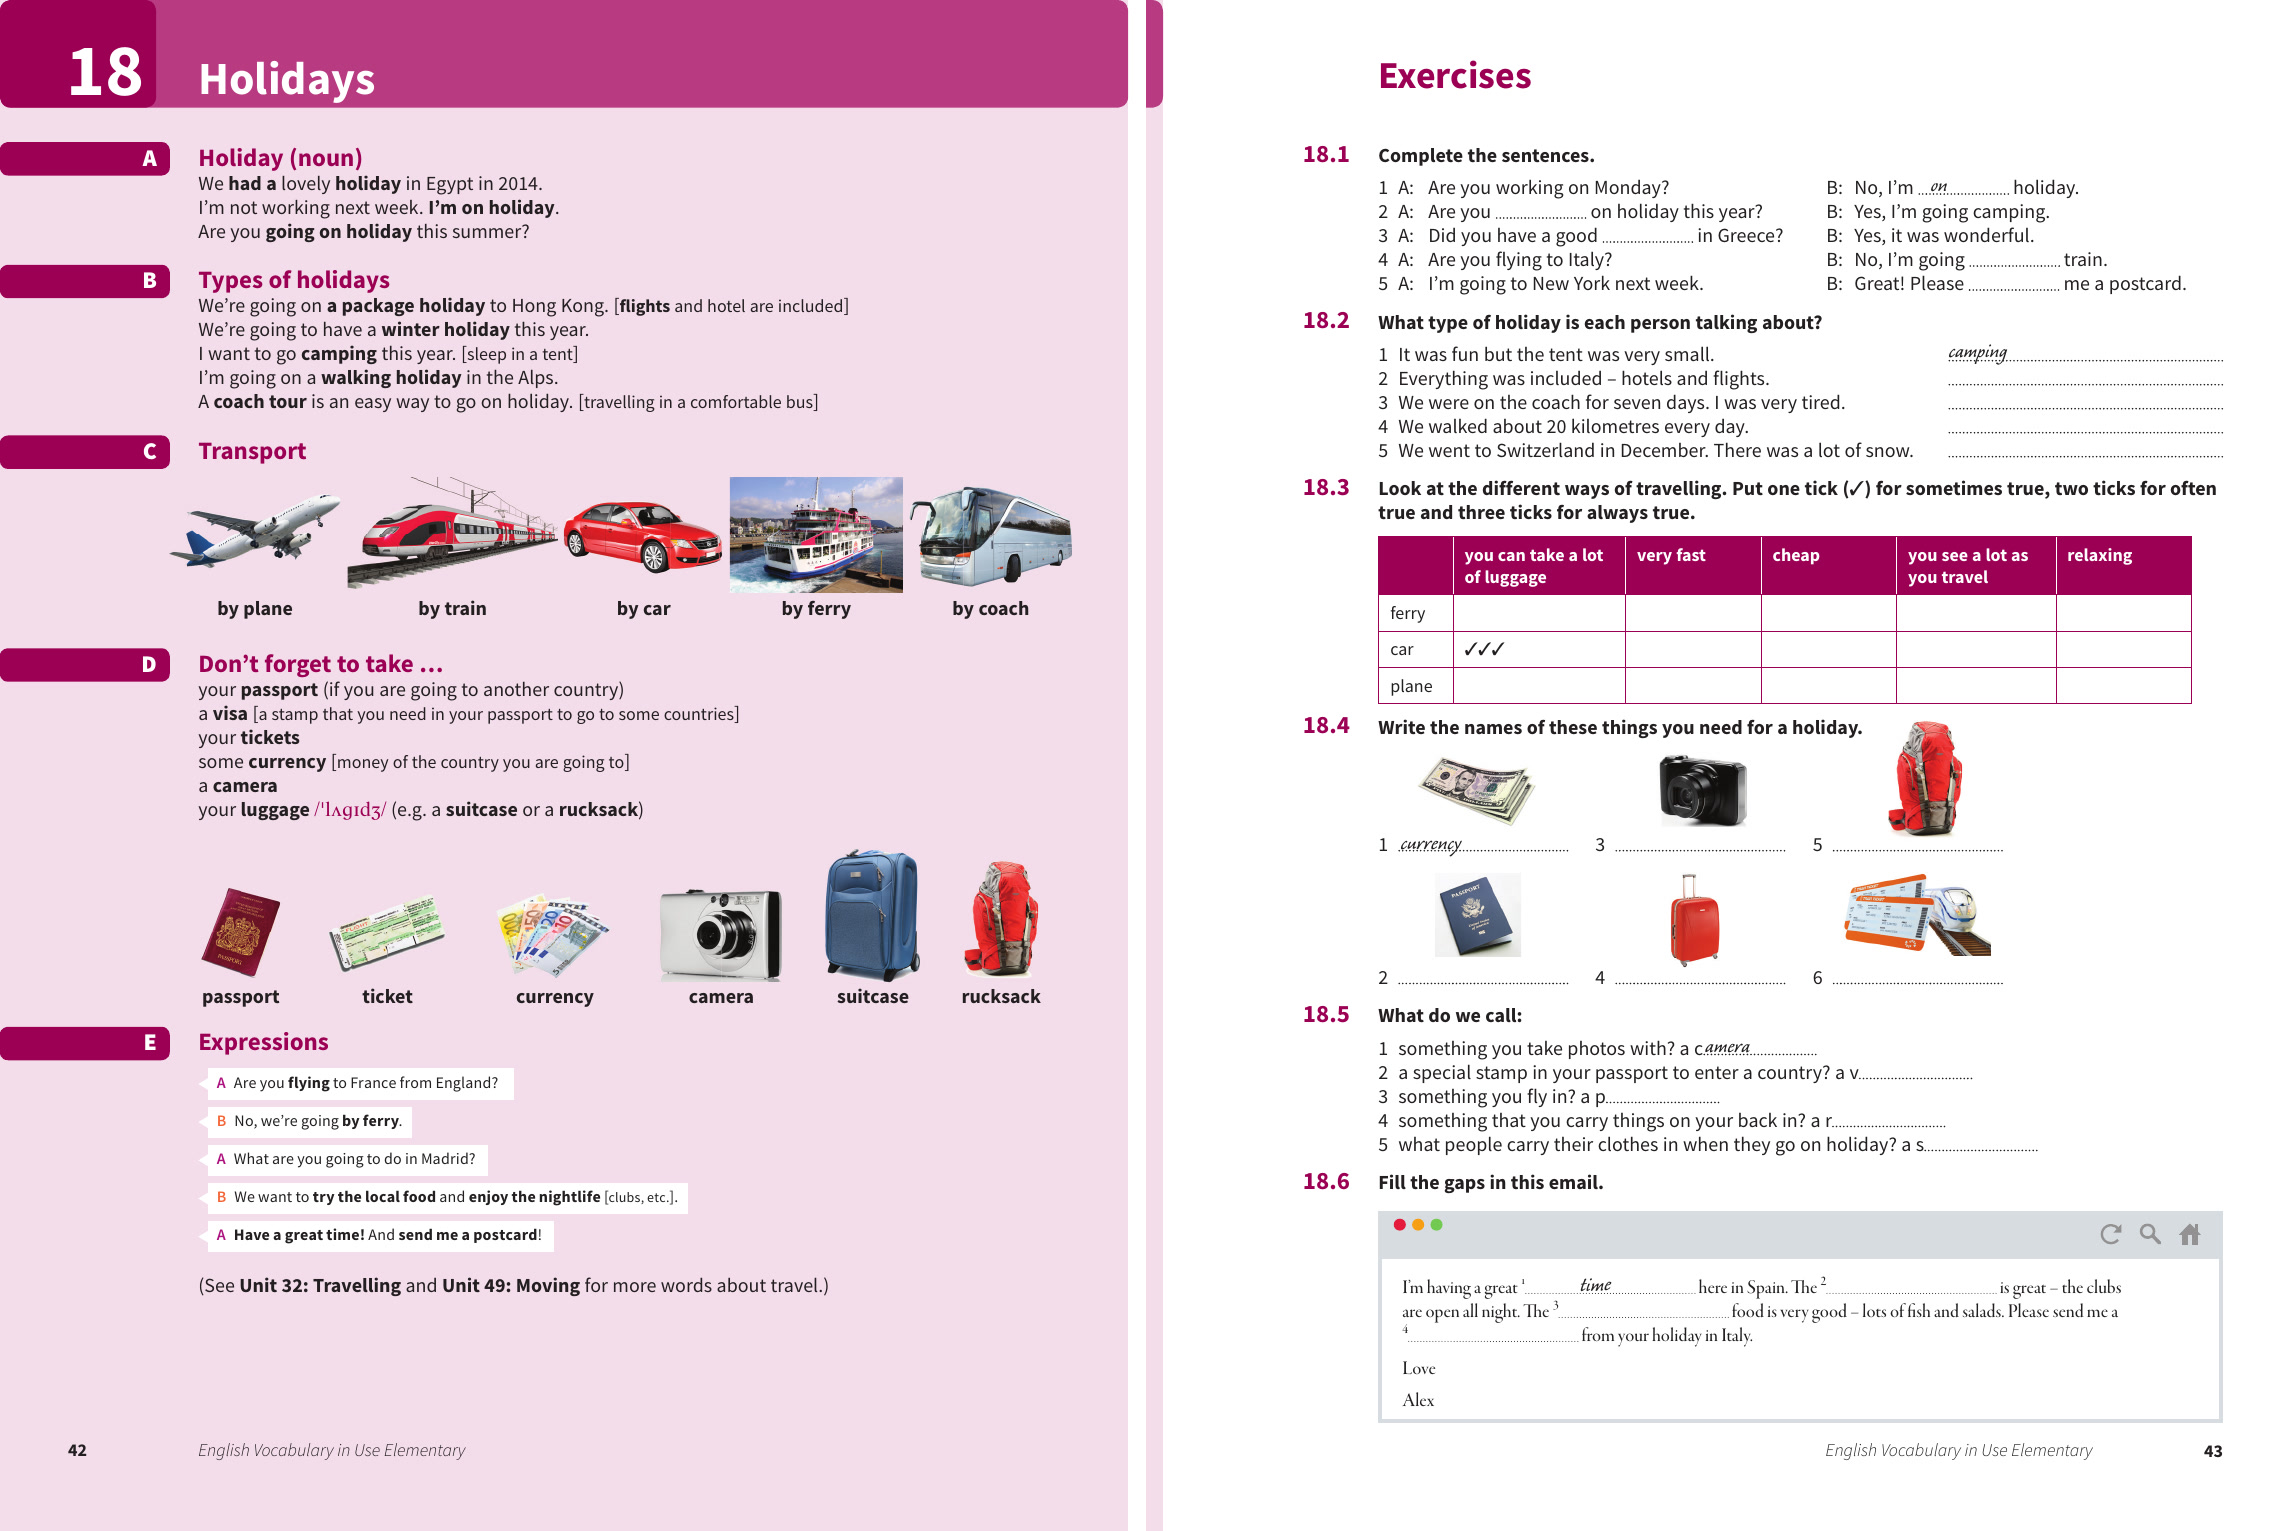 18
Holidays
A
Holiday (noun)
We had a lovely holiday in Egypt in 2014.
I'm not working next week. I'm on holiday.
Are you going on holiday this summer?
B
Types of holidays
We're going on a package holiday to Hong Kong. [flights and hotel are included]
We're going to have a winter holiday this year.
I want to go camping this year. [sleep in a tent]
I'm going on a walking holiday in the Alps.
A coach tour is an easy way to go on holiday. [travelling in a comfortable bus]
C
Transport
by plane by train by car by ferry by coach
D
Don't forget to take ...
your passport (if you are going to another country)
a visa [a stamp that you need in your passport to go to some countries]
your tickets
some currency [money of the country you are going to]
a camera
your luggage /ˈlʌɡɪdʒ/ (e.g. a suitcase or a rucksack)
passport ticket currency camera suitcase rucksack
E
Expressions
A Are you flying to France from England?
B No, we're going by ferry.
A What are you going to do in Madrid?
B We want to try the local food and enjoy the nightlife [clubs, etc.].
A Have a great time! And send me a postcard!
(See Unit 32: Travelling and Unit 49: Moving for more words about travel.)
42 English Vocabulary in Use Elementary
Exercises
18.1 Complete the sentences.
1 A: Are you working on Monday? B: No, I'm on holiday.
2 A: Are you ............ on holiday this year? B: Yes, I'm going camping.
3 A: Did you have a good ............ in Greece? B: Yes, it was wonderful.
4 A: Are you flying to Italy? B: No, I'm going ............ train.
5 A: I'm going to New York next week. B: Great! Please ............ me a postcard.
18.2 What type of holiday is each person talking about?
1 It was fun but the tent was very small. camping
2 Everything was included – hotels and flights.
3 We were on the coach for seven days. I was very tired.
4 We walked about 20 kilometres every day.
5 We went to Switzerland in December. There was a lot of snow.
18.3 Look at the different ways of travelling. Put one tick (✓) for sometimes true, two ticks for often
true and three ticks for always true.
you can take a lot of luggage very fast cheap you see a lot as you travel relaxing
ferry
car ✓✓✓
plane
18.4 Write the names of these things you need for a holiday.
1 currency 3 ............ 5 ............
PASSPORT
2 ............ 4 ............ 6 ............
18.5 What do we call:
1 something you take photos with? a camera
2 a special stamp in your passport to enter a country? a v............
3 something you fly in? a p............
4 something that you carry things on your back in? a r............
5 what people carry their clothes in when they go on holiday? a s............
18.6 Fill the gaps in this email.
I'm having a great 1 time here in Spain. The 2 ............ is great – the clubs
are open all night. The 3 ............ food is very good – lots of fish and salads. Please send me a
4 ............ from your holiday in Italy.
Love
Alex
English Vocabulary in Use Elementary 43